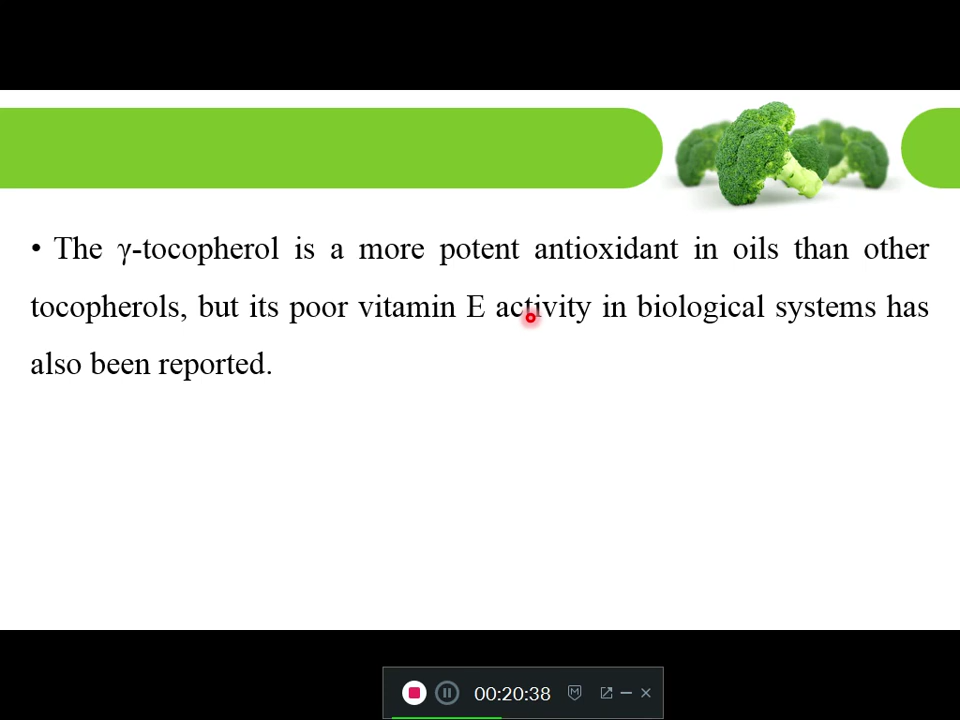 • The γ-tocopherol is a more potent antioxidant in oils than other
tocopherols, but its poor vitamin E activity in biological systems has
also been reported.
00:20:38